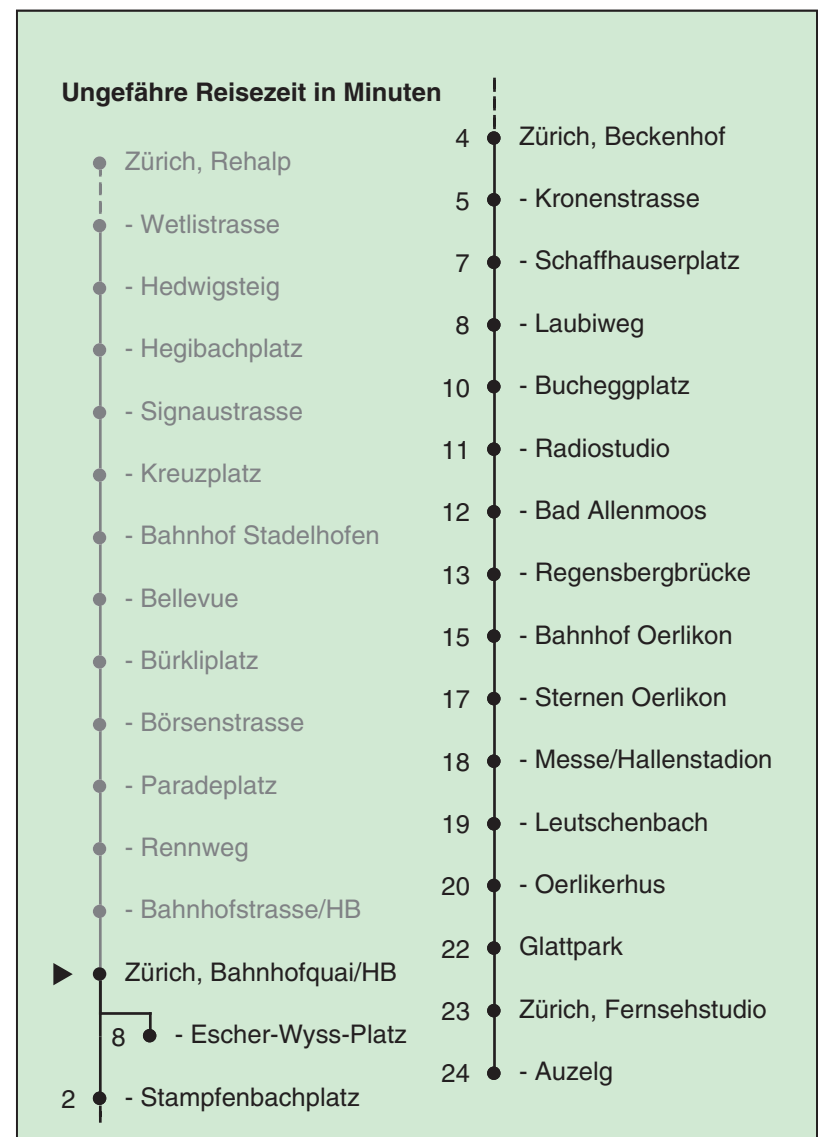 Ungefähre Reisezeit in Minuten
Zürich, Rehalp
- Wetlistrasse
- Hedwigsteig
- Hegibachplatz
- Signaustrasse
- Kreuzplatz
- Bahnhof Stadelhofen
- Bellevue
- Bürkliplatz
- Börsenstrasse
- Paradeplatz
- Rennweg
- Bahnhofstrasse/HB
Zürich, Bahnhofquai/HB
8 - Escher-Wyss-Platz
2 - Stampfenbachplatz
4 Zürich, Beckenhof
5 - Kronenstrasse
7 - Schaffhauserplatz
8 - Laubiweg
10 - Bucheggplatz
11 - Radiostudio
12 - Bad Allenmoos
13 - Regensbergbrücke
15 - Bahnhof Oerlikon
17 - Sternen Oerlikon
18 - Messe/Hallenstadion
19 - Leutschenbach
20 - Oerlikerhus
22 Glattpark
23 Zürich, Fernsehstudio
24 - Auzelg